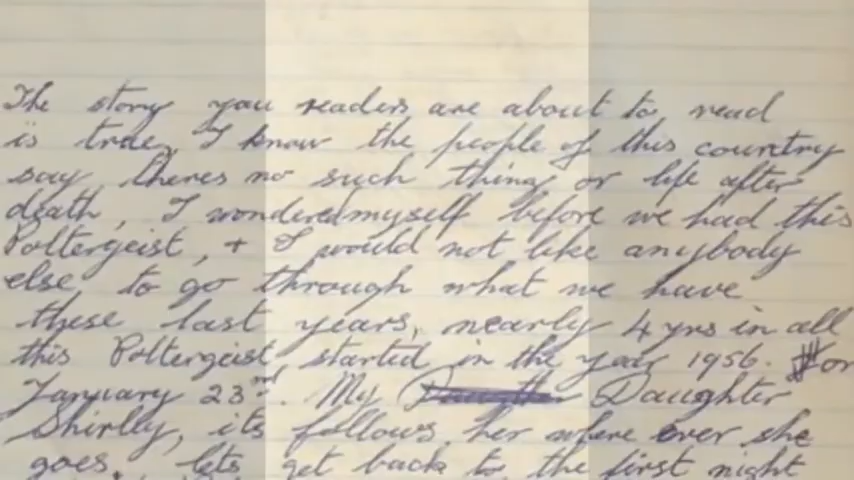 The story you readers are about to read
is true, I know the people of this country
say, theres no such thing or life after
death, I wondered myself before we had this
Poltergeist, + I would not like anybody
else, to go through what we have
these last years, nearly 4 yrs in all
this Poltergeist, started in the year 1956. on
January 23rd. My Daughter
Shirlly, its follows, her where ever she
goes, lets, get back to, the first night